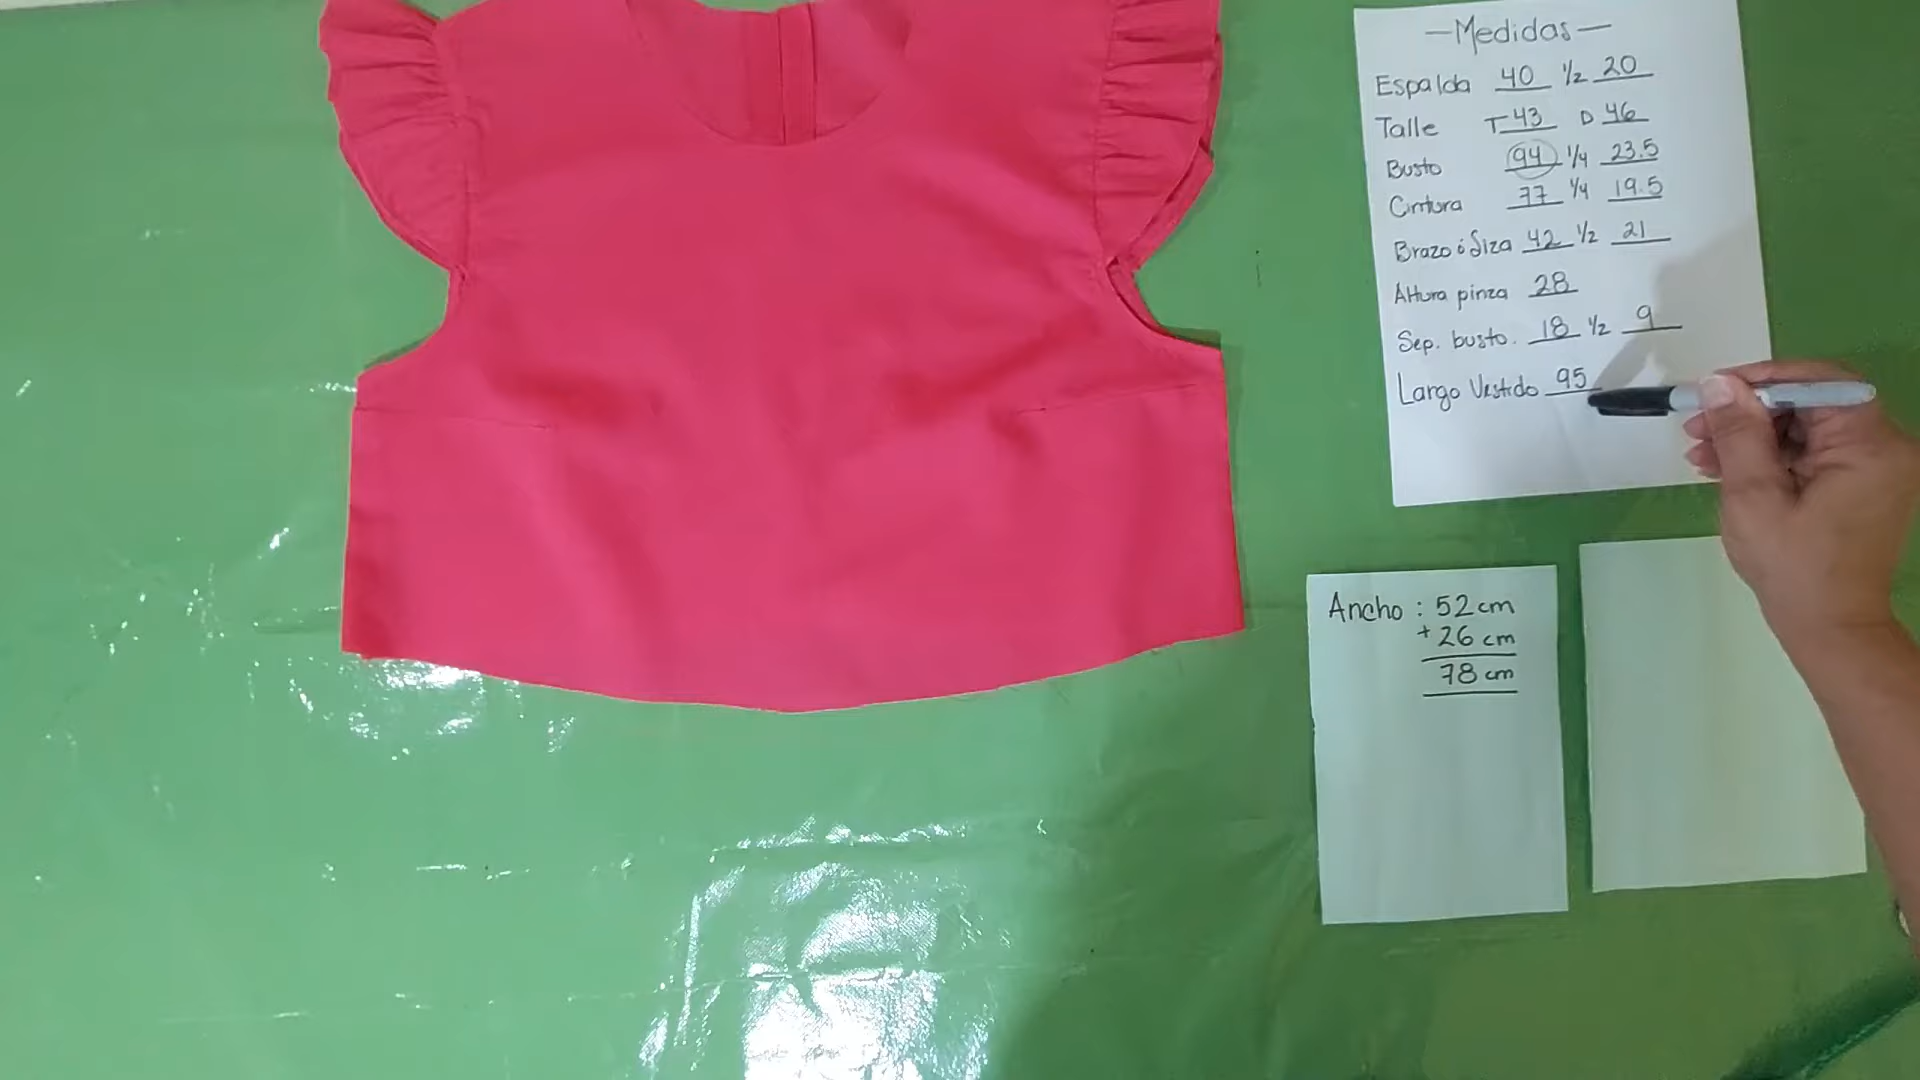 —Medidas—
Espalda 40 1/2 20
Talle T 43 D 46
Busto 94 1/4 23.5
Cintura 77 1/4 19.5
Brazo ó Siza 42 1/2 21
Altura pinza 28
Sep. busto. 18 1/2 9
Largo Vestido 95
Ancho : 52 cm
+ 26 cm
78 cm